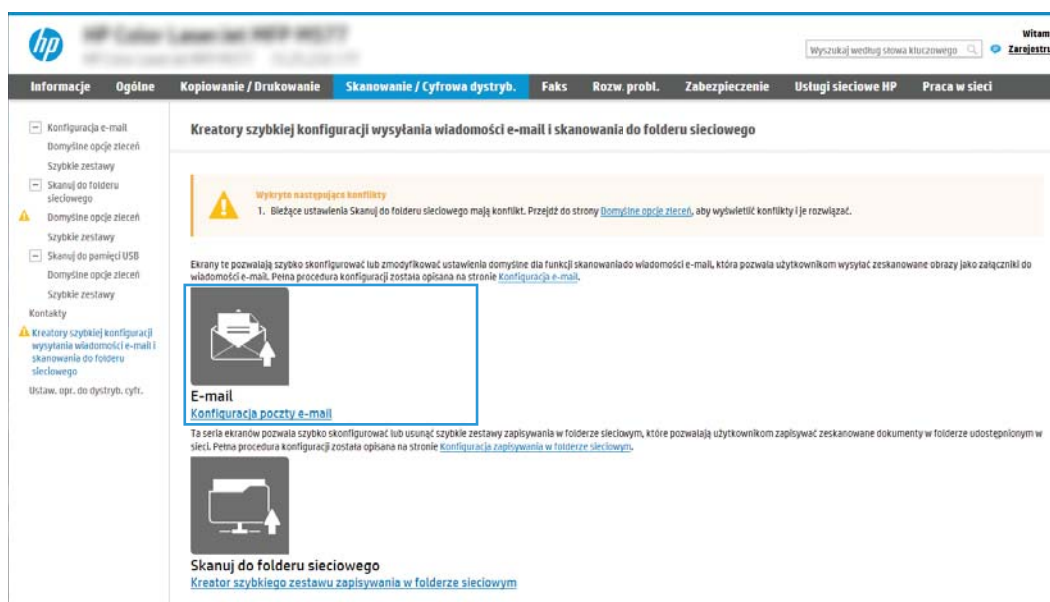 hp
Witam
Wyszukaj według słowa kluczowego
Zarejestru
Informacje Ogólne Kopiowanie / Drukowanie Skanowanie / Cyfrowa dystryb. Faks Rozw. probl. Zabezpieczenie Usługi sieciowe HP Praca w sieci
Konfiguracja e-mail
Domyślne opcje zleceń
Szybkie zestawy
Skanuj do folderu
sieciowego
Domyślne opcje zleceń
Szybkie zestawy
Skanuj do pamięci USB
Domyślne opcje zleceń
Szybkie zestawy
Kontakty
Kreatory szybkiej konfiguracji
wysyłania wiadomości e-mail i
skanowania do folderu
sieciowego
Ustaw. opr. do dystryb. cyfr.
Kreatory szybkiej konfiguracji wysyłania wiadomości e-mail i skanowania do folderu sieciowego
Wykryto następujące konflikty
1. Bieżące ustawienia Skanuj do folderu sieciowego mają konflikt. Przejdź do strony Domyślne opcje zleceń, aby wyświetlić konflikty i je rozwiązać.
Ekrany te pozwalają szybko skonfigurować lub zmodyfikować ustawienia domyślne dla funkcji skanowaniado wiadomości e-mail, która pozwala użytkownikom wysyłać zeskanowane obrazy jako załączniki do
wiadomości e-mail. Pełna procedura konfiguracji została opisana na stronie Konfiguracja e-mail.
E-mail
Konfiguracja poczty e-mail
Ta seria ekranów pozwala szybko skonfigurować lub usunąć szybkie zestawy zapisywania w folderze sieciowym, które pozwalają użytkownikom zapisywać zeskanowane dokumenty w folderze udostępnionym w
sieci. Pełna procedura konfiguracji została opisana na stronie Konfiguracja zapisywania w folderze sieciowym.
Skanuj do folderu sieciowego
Kreator szybkiego zestawu zapisywania w folderze sieciowym